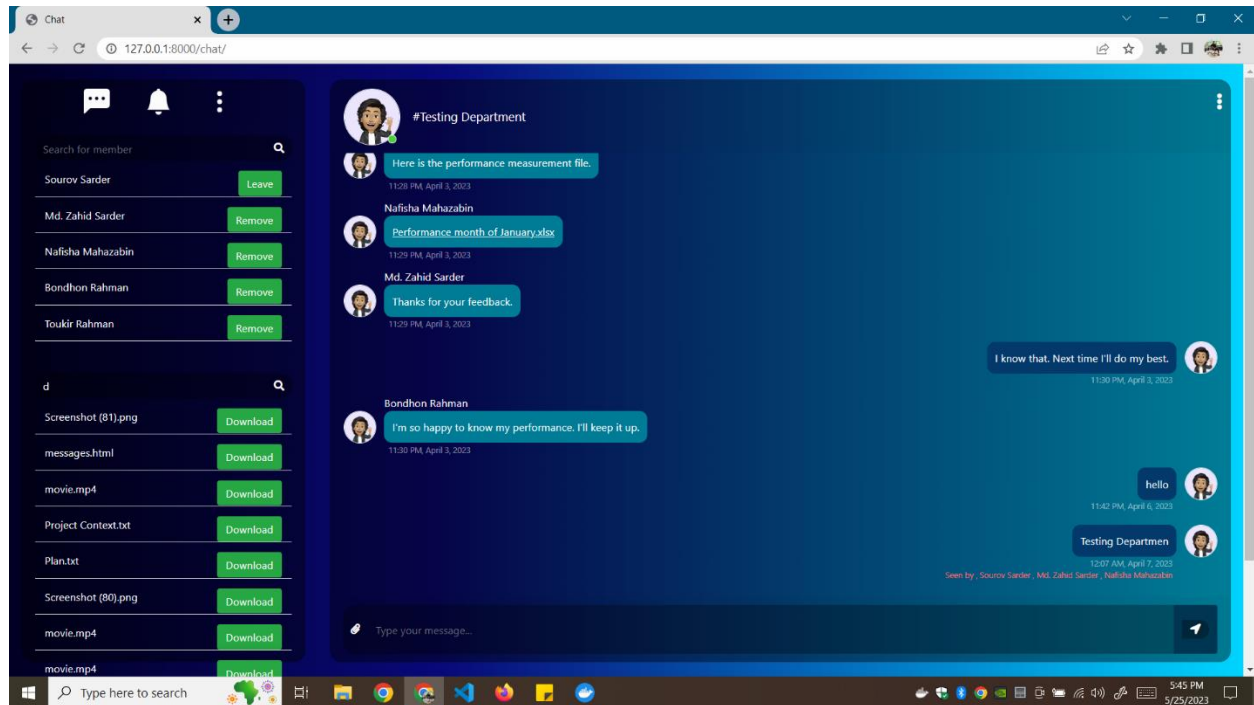 Chat
127.0.0.1:8000/chat/
Search for member
Sourov Sarder Leave
Md. Zahid Sarder Remove
Nafisha Mahazabin Remove
Bondhon Rahman Remove
Toukir Rahman Remove
d
Screenshot (81).png Download
messages.html Download
movie.mp4 Download
Project Context.txt Download
Plan.txt Download
Screenshot (80).png Download
movie.mp4 Download
movie.mp4 Download
#Testing Department
Here is the performance measurement file.
11:28 PM, April 3, 2023
Nafisha Mahazabin
Performance month of January.xlsx
11:29 PM, April 3, 2023
Md. Zahid Sarder
Thanks for your feedback.
11:29 PM, April 3, 2023
I know that. Next time I'll do my best.
11:30 PM, April 3, 2023
Bondhon Rahman
I'm so happy to know my performance. I'll keep it up.
11:30 PM, April 3, 2023
hello
11:42 PM, April 6, 2023
Testing Departmen
12:07 AM, April 7, 2023
Seen by , Sourov Sarder , Md. Zahid Sarder , Nafisha Mahazabin
Type your message...
Type here to search
5:45 PM
5/25/2023